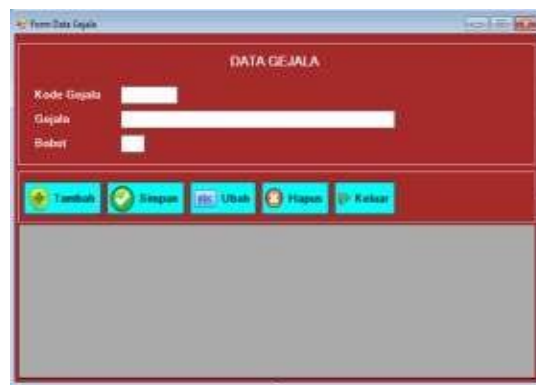 Form Data Gejala
DATA GEJALA
Kode Gejala
Gejala
Bobot
Tambah Simpan Ubah Hapus Keluar